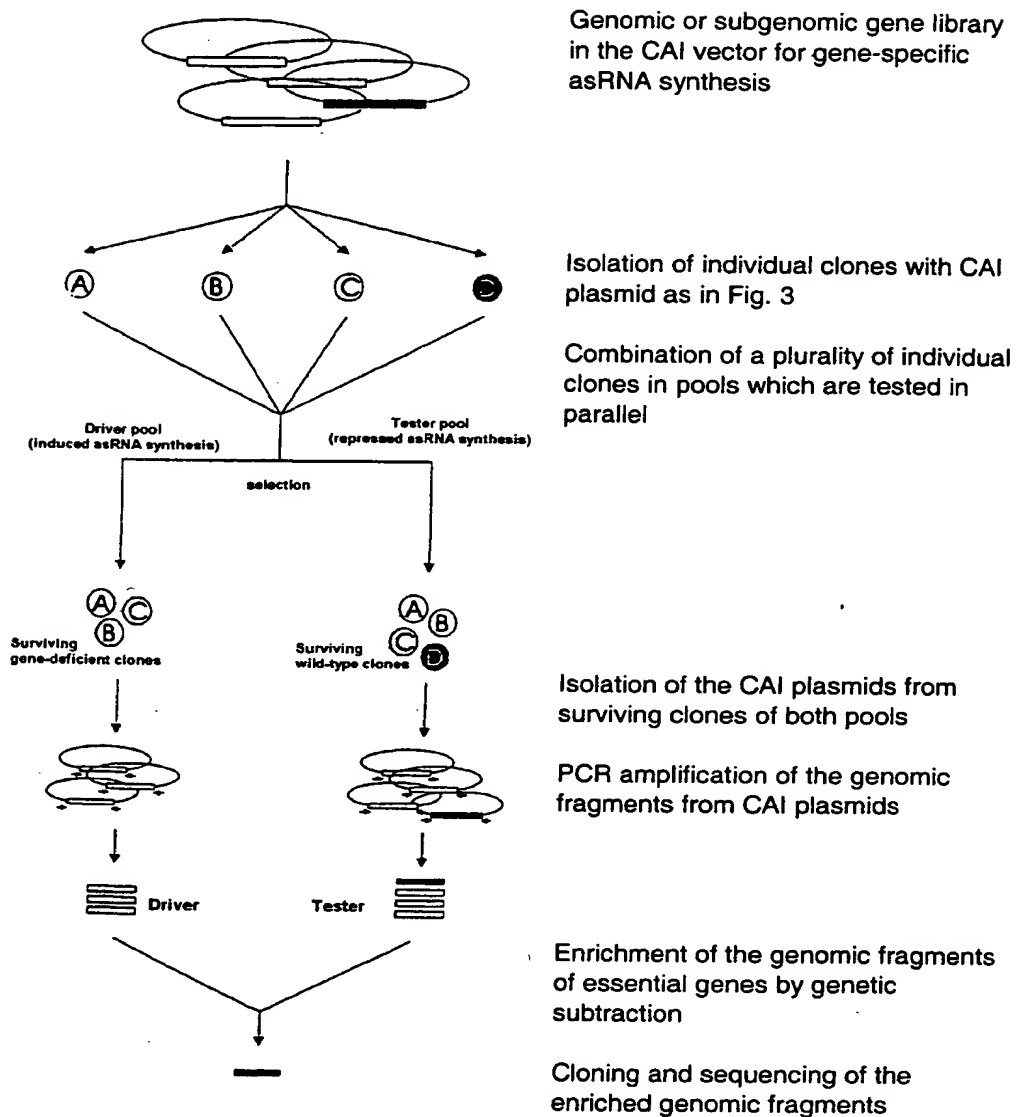 Genomic or subgenomic gene library
in the CAI vector for gene-specific
asRNA synthesis
A
B
C
D
Isolation of individual clones with CAI
plasmid as in Fig. 3
Combination of a plurality of individual
clones in pools which are tested in
parallel
Driver pool
(induced asRNA synthesis)
Tester pool
(repressed asRNA synthesis)
selection
A
C
B
Surviving
gene-deficient clones
A
B
C
D
Surviving
wild-type clones
Isolation of the CAI plasmids from
surviving clones of both pools
PCR amplification of the genomic
fragments from CAI plasmids
Driver
Tester
Enrichment of the genomic fragments
of essential genes by genetic
subtraction
Cloning and sequencing of the
enriched genomic fragments